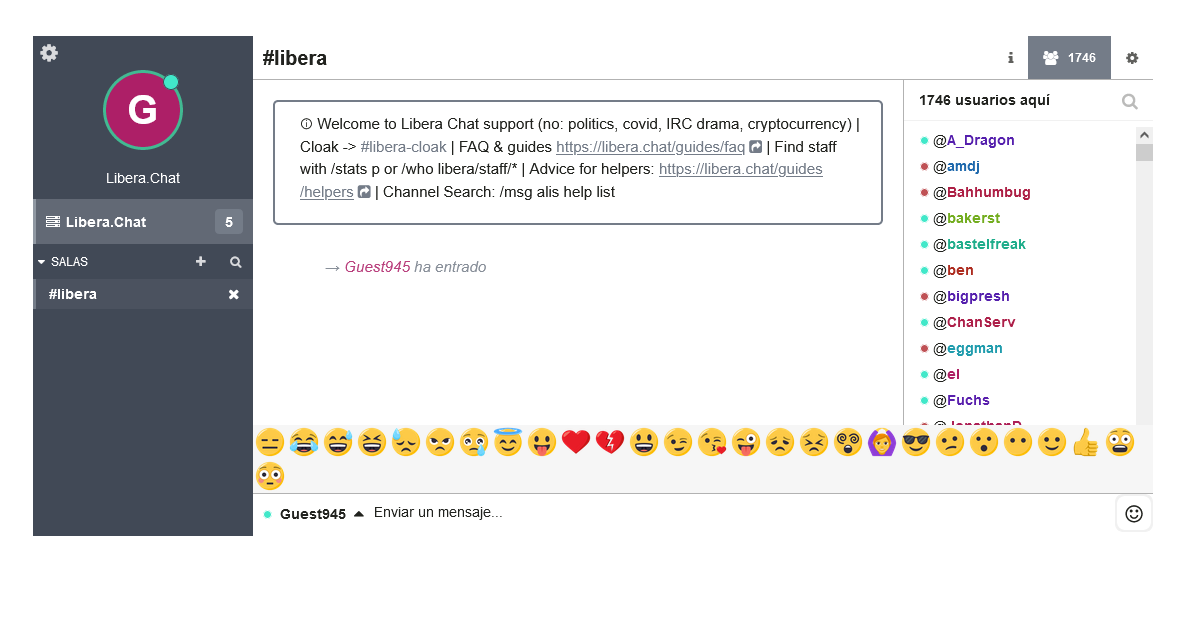 G
Libera.Chat
Libera.Chat 5
SALAS
#libera
#libera
1746
Welcome to Libera Chat support (no: politics, covid, IRC drama, cryptocurrency) |
Cloak -> #libera-cloak | FAQ & guides https://libera.chat/guides/faq | Find staff
with /stats p or /who libera/staff/* | Advice for helpers: https://libera.chat/guides
/helpers | Channel Search: /msg alis help list
→ Guest945 ha entrado
1746 usuarios aquí
@A_Dragon
@amdj
@Bahhumbug
@bakerst
@bastelfreak
@ben
@bigpresh
@ChanServ
@eggman
@el
@Fuchs
Guest945 Enviar un mensaje...